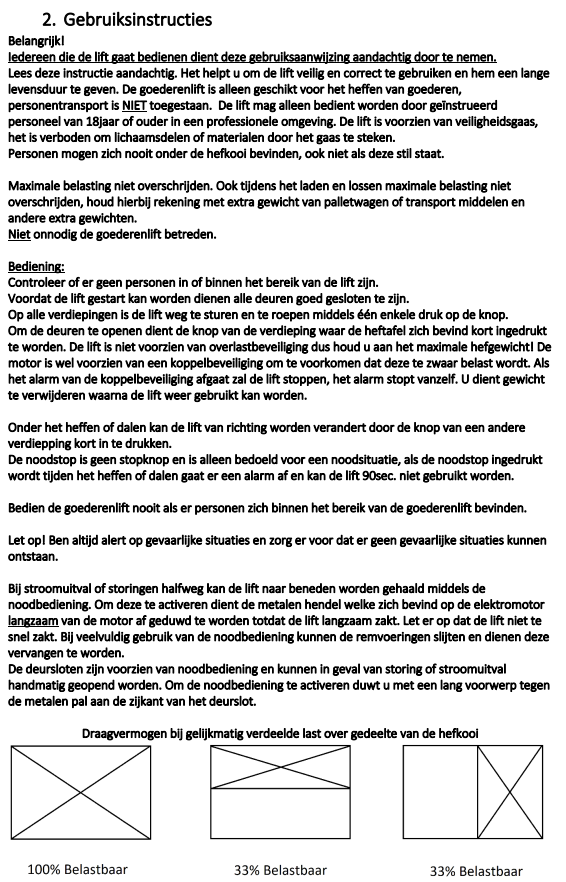 2. Gebruiksinstructies
Belangrijk!
Iedereen die de lift gaat bedienen dient deze gebruiksaanwijzing aandachtig door te nemen.
Lees deze instructie aandachtig. Het helpt u om de lift veilig en correct te gebruiken en hem een lange
levensduur te geven. De goederenlift is alleen geschikt voor het heffen van goederen,
personentransport is NIET toegestaan. De lift mag alleen bedient worden door geïnstrueerd
personeel van 18jaar of ouder in een professionele omgeving. De lift is voorzien van veiligheidsgaas,
het is verboden om lichaamsdelen of materialen door het gaas te steken.
Personen mogen zich nooit onder de hefkooi bevinden, ook niet als deze stil staat.
Maximale belasting niet overschrijden. Ook tijdens het laden en lossen maximale belasting niet
overschrijden, houd hierbij rekening met extra gewicht van palletwagen of transport middelen en
andere extra gewichten.
Niet onnodig de goederenlift betreden.
Bediening:
Controleer of er geen personen in of binnen het bereik van de lift zijn.
Voordat de lift gestart kan worden dienen alle deuren goed gesloten te zijn.
Op alle verdiepingen is de lift weg te sturen en te roepen middels één enkele druk op de knop.
Om de deuren te openen dient de knop van de verdieping waar de heftafel zich bevind kort ingedrukt
te worden. De lift is niet voorzien van overlastbeveiliging dus houd u aan het maximale hefgewicht! De
motor is wel voorzien van een koppelbeveiliging om te voorkomen dat deze te zwaar belast wordt. Als
het alarm van de koppelbeveiliging afgaat zal de lift stoppen, het alarm stopt vanzelf. U dient gewicht
te verwijderen waarna de lift weer gebruikt kan worden.
Onder het heffen of dalen kan de lift van richting worden verandert door de knop van een andere
verdiepping kort in te drukken.
De noodstop is geen stopknop en is alleen bedoeld voor een noodsituatie, als de noodstop ingedrukt
wordt tijden het heffen of dalen gaat er een alarm af en kan de lift 90sec. niet gebruikt worden.
Bedien de goederenlift nooit als er personen zich binnen het bereik van de goederenlift bevinden.
Let op! Ben altijd alert op gevaarlijke situaties en zorg er voor dat er geen gevaarlijke situaties kunnen
ontstaan.
Bij stroomuitval of storingen halfweg kan de lift naar beneden worden gehaald middels de
noodbediening. Om deze te activeren dient de metalen hendel welke zich bevind op de elektromotor
langzaam van de motor af geduwd te worden totdat de lift langzaam zakt. Let er op dat de lift niet te
snel zakt. Bij veelvuldig gebruik van de noodbediening kunnen de remvoeringen slijten en dienen deze
vervangen te worden.
De deursloten zijn voorzien van noodbediening en kunnen in geval van storing of stroomuitval
handmatig geopend worden. Om de noodbediening te activeren duwt u met een lang voorwerp tegen
de metalen pal aan de zijkant van het deurslot.
Draagvermogen bij gelijkmatig verdeelde last over gedeelte van de hefkooi
100% Belastbaar 33% Belastbaar 33% Belastbaar